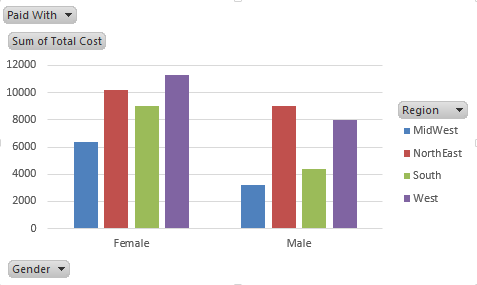 Paid With
Sum of Total Cost
12000
10000
8000
6000
4000
2000
0
Female Male
Region
MidWest
NorthEast
South
West
Gender